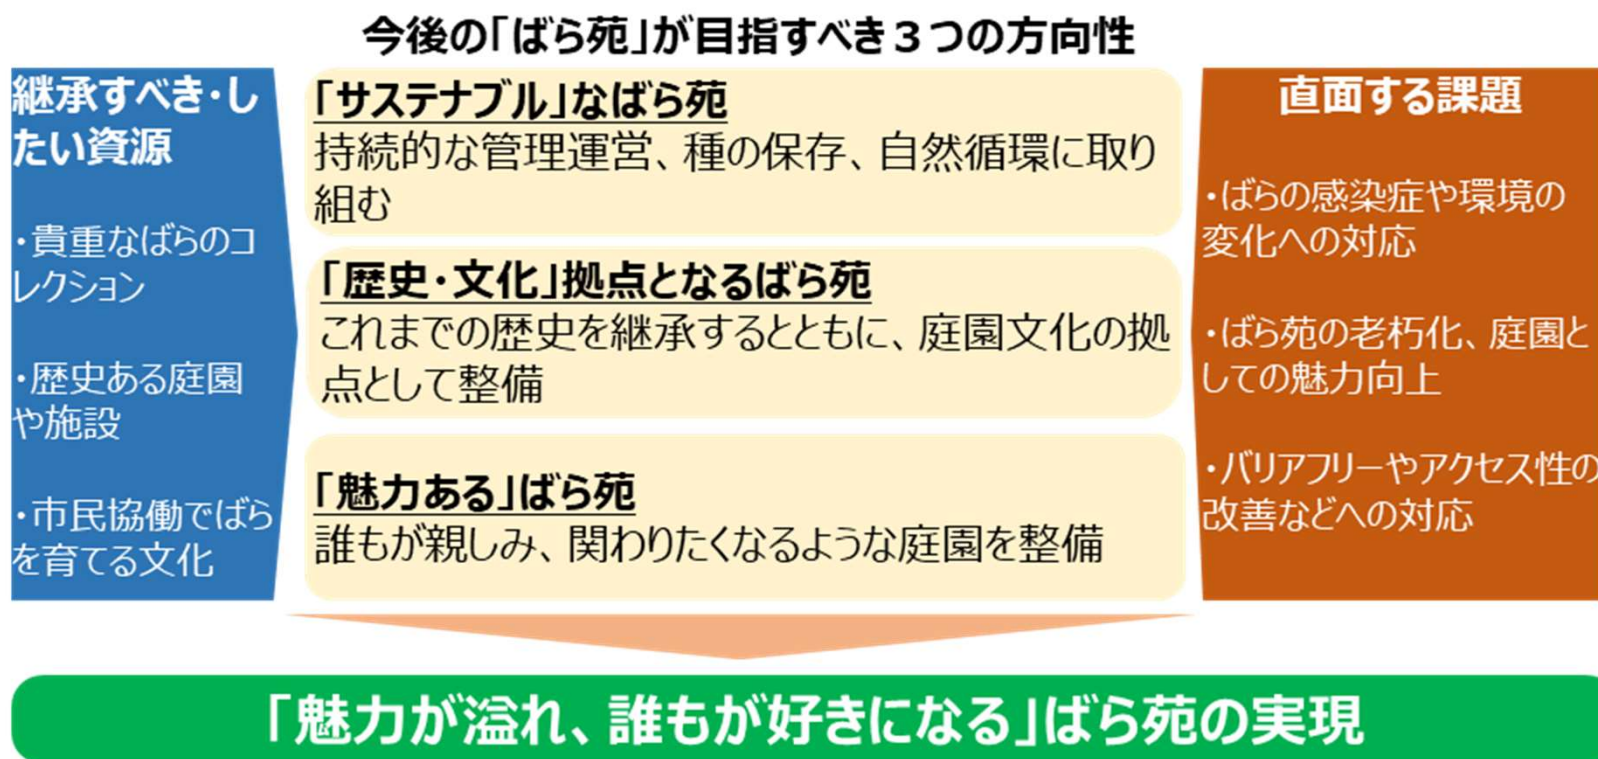 今後の「ばら苑」が目指すべき３つの方向性
継承すべき・し
たい資源
・貴重なばらのコ
レクション
・歴史ある庭園
や施設
・市民協働でばら
を育てる文化
「サステナブル」なばら苑
持続的な管理運営、種の保存、自然循環に取り
組む
「歴史・文化」拠点となるばら苑
これまでの歴史を継承するとともに、庭園文化の拠
点として整備
「魅力ある」ばら苑
誰もが親しみ、関わりたくなるような庭園を整備
直面する課題
・ばらの感染症や環境の
変化への対応
・ばら苑の老朽化、庭園と
しての魅力向上
・バリアフリーやアクセス性の
改善などへの対応
「魅力が溢れ、誰もが好きになる」ばら苑の実現